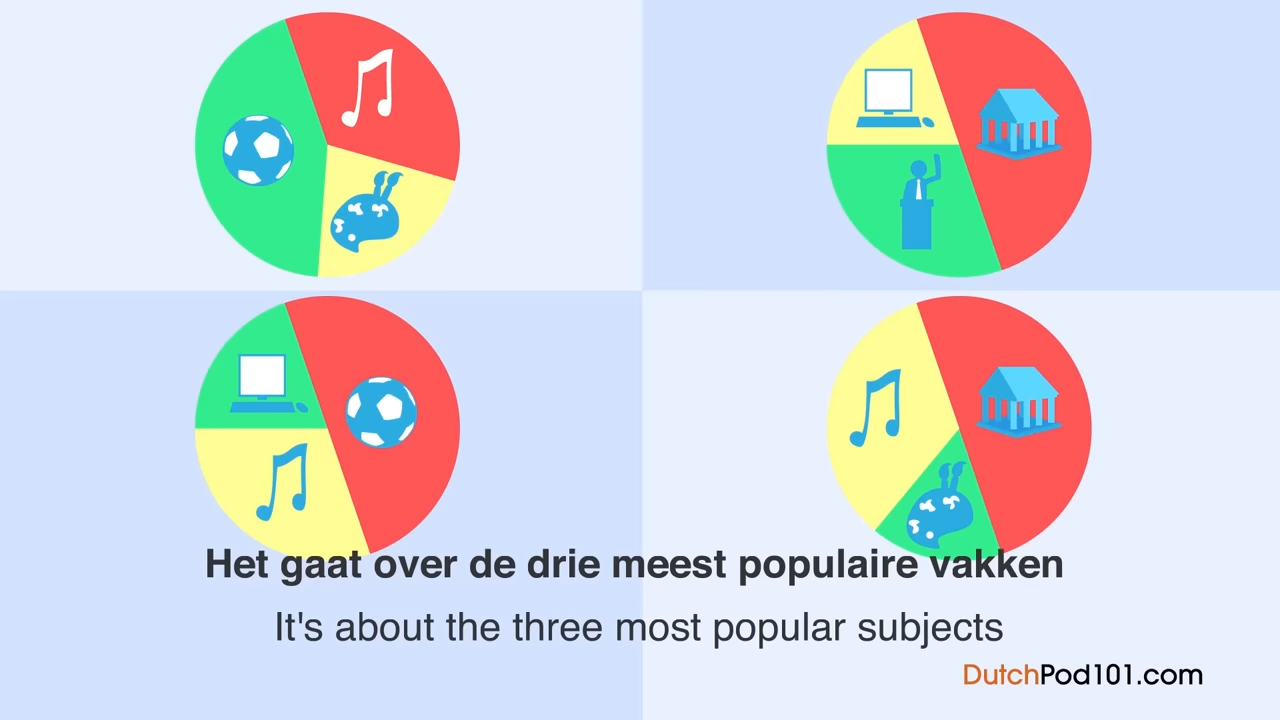 Het gaat over de drie meest populaire vakken
It's about the three most popular subjects
DutchPod101.com